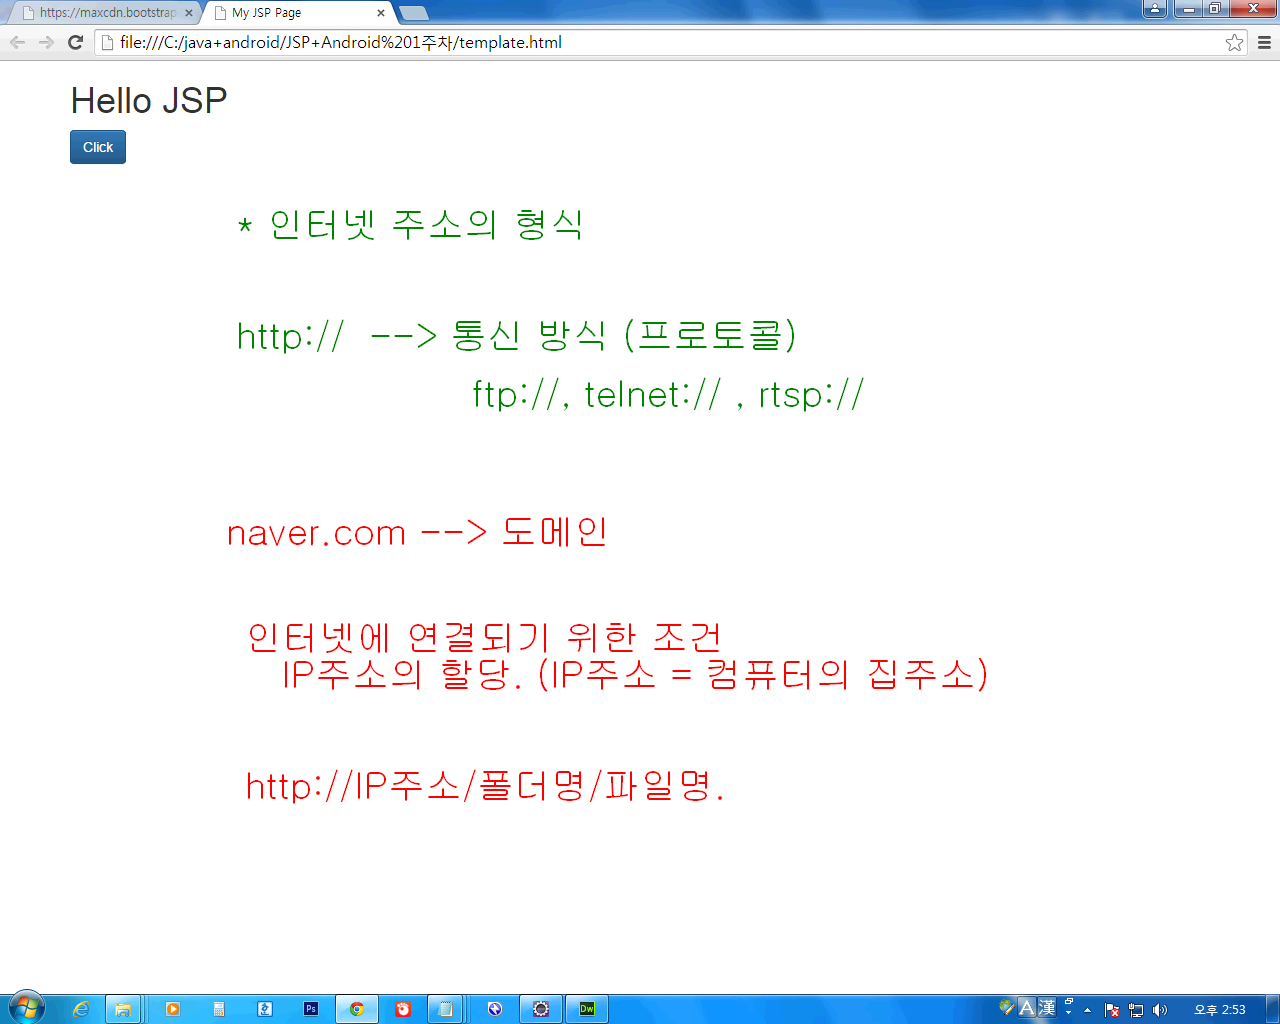 https://maxcdn.bootstrap
My JSP Page
file:///C:/java+android/JSP+Android%201주차/template.html
Hello JSP
Click
* 인터넷 주소의 형식
http://  --> 통신 방식 (프로토콜)
ftp://, telnet:// , rtsp://
naver.com --> 도메인
인터넷에 연결되기 위한 조건
IP주소의 할당. (IP주소 = 컴퓨터의 집주소)
http://IP주소/폴더명/파일명.
Ps
Dw
A 漢
오후 2:53